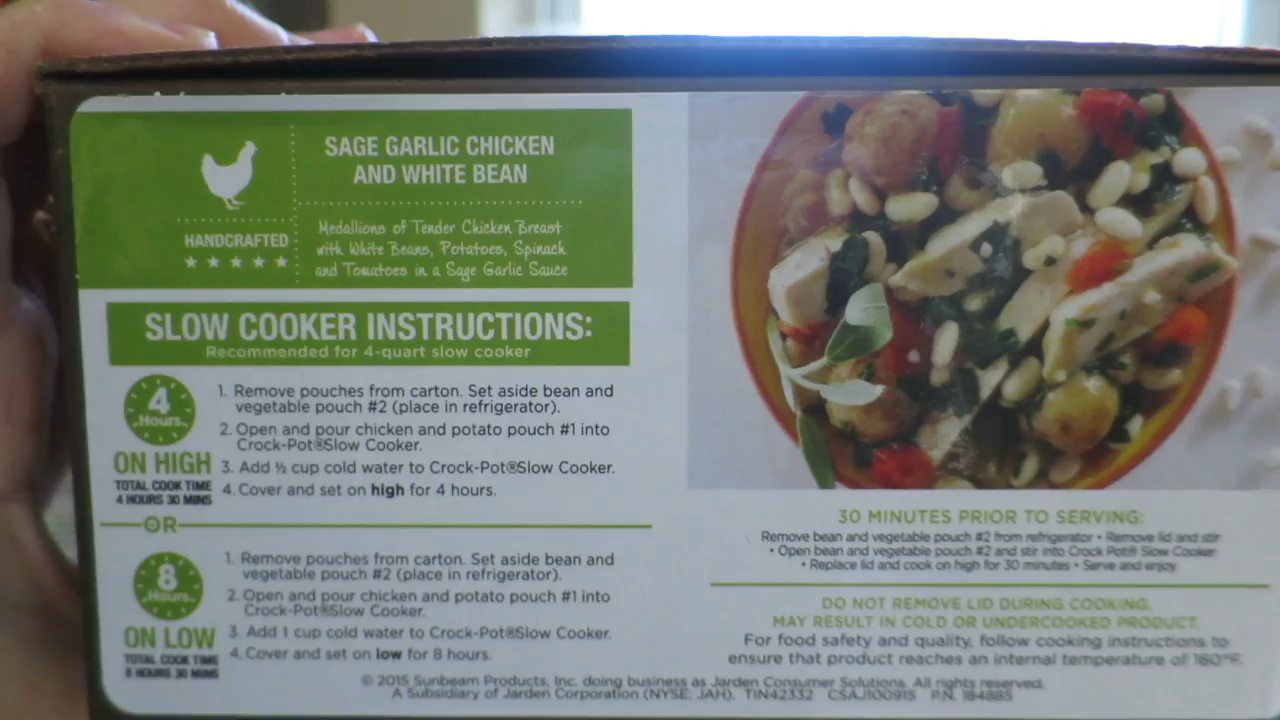 SAGE GARLIC CHICKEN
AND WHITE BEAN
HANDCRAFTED
Medallions of Tender Chicken Breast
with White Beans, Potatoes, Spinach
and Tomatoes in a Sage Garlic Sauce
SLOW COOKER INSTRUCTIONS:
Recommended for 4-quart slow cooker
4
Hours
ON HIGH
TOTAL COOK TIME
4 HOURS 30 MINS
1. Remove pouches from carton. Set aside bean and
vegetable pouch #2 (place in refrigerator).
2. Open and pour chicken and potato pouch #1 into
Crock-Pot®Slow Cooker.
3. Add ½ cup cold water to Crock-Pot®Slow Cooker.
4. Cover and set on high for 4 hours.
OR
8
Hours
ON LOW
TOTAL COOK TIME
8 HOURS 30 MINS
1. Remove pouches from carton. Set aside bean and
vegetable pouch #2 (place in refrigerator).
2. Open and pour chicken and potato pouch #1 into
Crock-Pot®Slow Cooker.
3. Add 1 cup cold water to Crock-Pot®Slow Cooker.
4. Cover and set on low for 8 hours.
30 MINUTES PRIOR TO SERVING:
Remove bean and vegetable pouch #2 from refrigerator • Remove lid and stir
• Open bean and vegetable pouch #2 and stir into Crock Pot® Slow Cooker
• Replace lid and cook on high for 30 minutes • Serve and enjoy
DO NOT REMOVE LID DURING COOKING.
MAY RESULT IN COLD OR UNDERCOOKED PRODUCT.
For food safety and quality, follow cooking instructions to
ensure that product reaches an internal temperature of 160°F.
© 2015 Sunbeam Products, Inc. doing business as Jarden Consumer Solutions. All rights reserved.
A Subsidiary of Jarden Corporation (NYSE: JAH). TIN42332 CSAJ100915 P.N. 184885